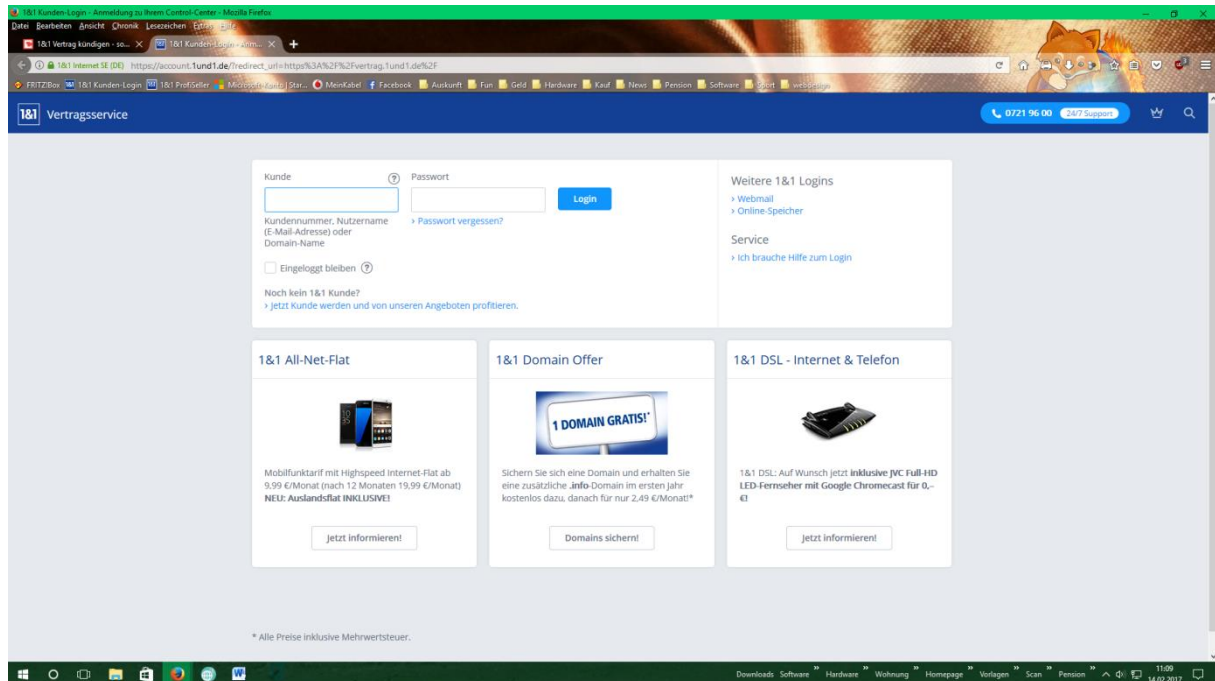 1&1 Kunden-Login - Anmeldung zu Ihrem Control-Center - Mozilla Firefox
Datei Bearbeiten Ansicht Chronik Lesezeichen Extras Hilfe
1&1 Vertrag kündigen - so... 1&1 Kunden-Login - Anm...
1&1 Internet SE (DE) https://account.1und1.de/?redirect_url=https%3A%2F%2Fvertrag.1und1.de%2F
FRITZ!Box 1&1 Kunden-Login 1&1 ProfiSeller Star... MeinKabel Facebook Auskunft Fun Geld Hardware Kauf News Pension Software Sport webdesign
1&1 Vertragsservice 0721 96 00 24/7 Support
Kunde ? Passwort
Login
Kundennummer, Nutzername
(E-Mail-Adresse) oder
Domain-Name
› Passwort vergessen?
Eingeloggt bleiben ?
Noch kein 1&1 Kunde?
› Jetzt Kunde werden und von unseren Angeboten profitieren.
Weitere 1&1 Logins
› Webmail
› Online-Speicher
Service
› Ich brauche Hilfe zum Login
1&1 All-Net-Flat
Mobilfunktarif mit Highspeed Internet-Flat ab
9,99 €/Monat (nach 12 Monaten 19,99 €/Monat)
NEU: Auslandsflat INKLUSIVE!
Jetzt informieren!
1&1 Domain Offer
1 DOMAIN GRATIS!*
Sichern Sie sich eine Domain und erhalten Sie
eine zusätzliche .info-Domain im ersten Jahr
kostenlos dazu, danach für nur 2,49 €/Monat!*
Domains sichern!
1&1 DSL - Internet & Telefon
1&1 DSL: Auf Wunsch jetzt inklusive JVC Full-HD
LED-Fernseher mit Google Chromecast für 0,–
€!
Jetzt informieren!
* Alle Preise inklusive Mehrwertsteuer.
Downloads Software Hardware Wohnung Homepage Vorlagen Scan Pension 11:09
14.02.2017